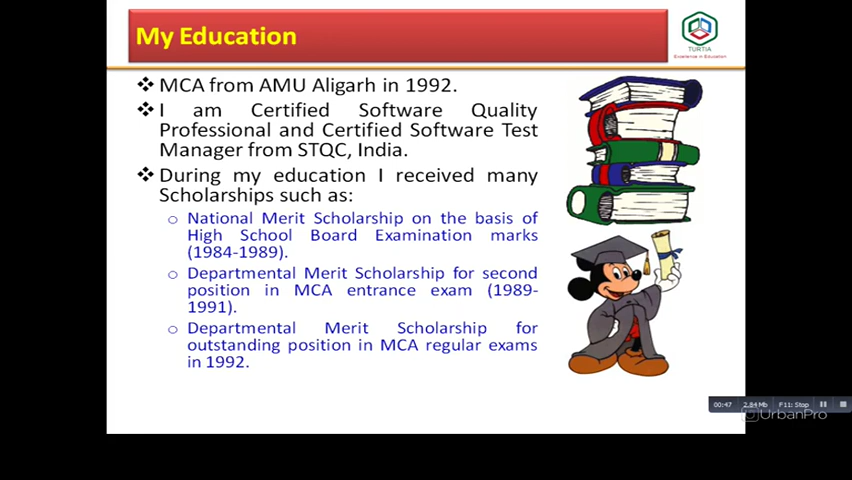 My Education
TURTIA
Excellence in Education
❖ MCA from AMU Aligarh in 1992.
❖ I am Certified Software Quality
Professional and Certified Software Test
Manager from STQC, India.
❖ During my education I received many
Scholarships such as:
o National Merit Scholarship on the basis of
High School Board Examination marks
(1984-1989).
o Departmental Merit Scholarship for second
position in MCA entrance exam (1989-
1991).
o Departmental Merit Scholarship for
outstanding position in MCA regular exams
in 1992.
00:47 2.84 Mb F11: Stop
UrbanPro